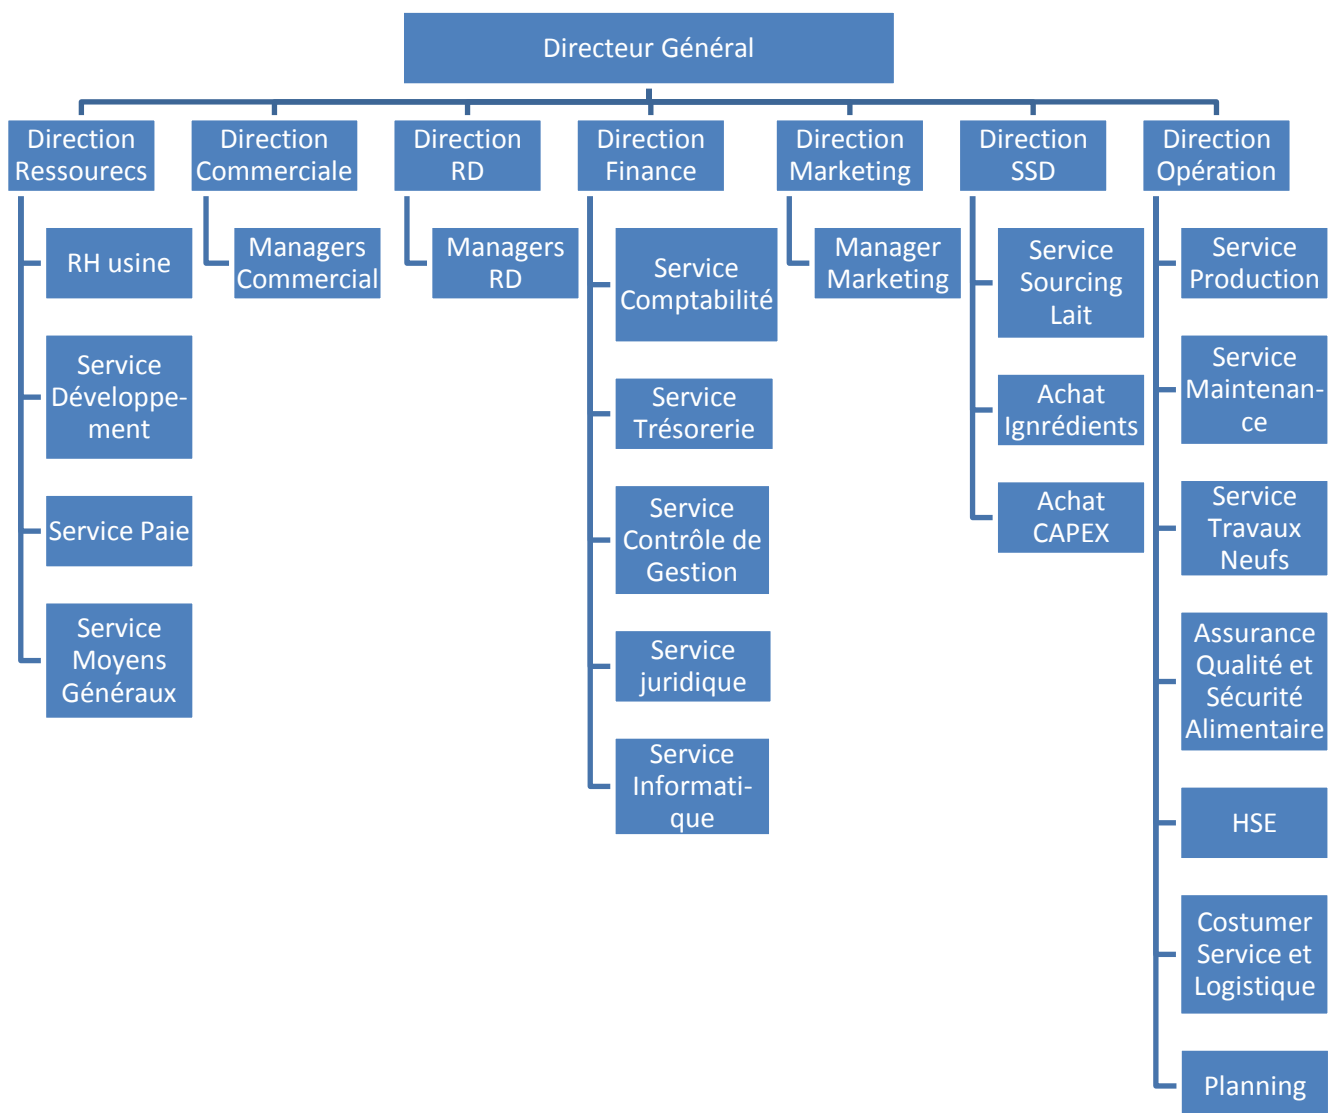 Directeur Général
Direction
Ressourecs
RH usine
Service
Développe-
ment
Service Paie
Service
Moyens
Généraux
Direction
Commerciale
Managers
Commercial
Direction
RD
Managers
RD
Direction
Finance
Service
Comptabilité
Service
Trésorerie
Service
Contrôle de
Gestion
Service
juridique
Service
Informati-
que
Direction
Marketing
Manager
Marketing
Direction
SSD
Service
Sourcing
Lait
Achat
Ignrédients
Achat
CAPEX
Direction
Opération
Service
Production
Service
Maintenan-
ce
Service
Travaux
Neufs
Assurance
Qualité et
Sécurité
Alimentaire
HSE
Costumer
Service et
Logistique
Planning